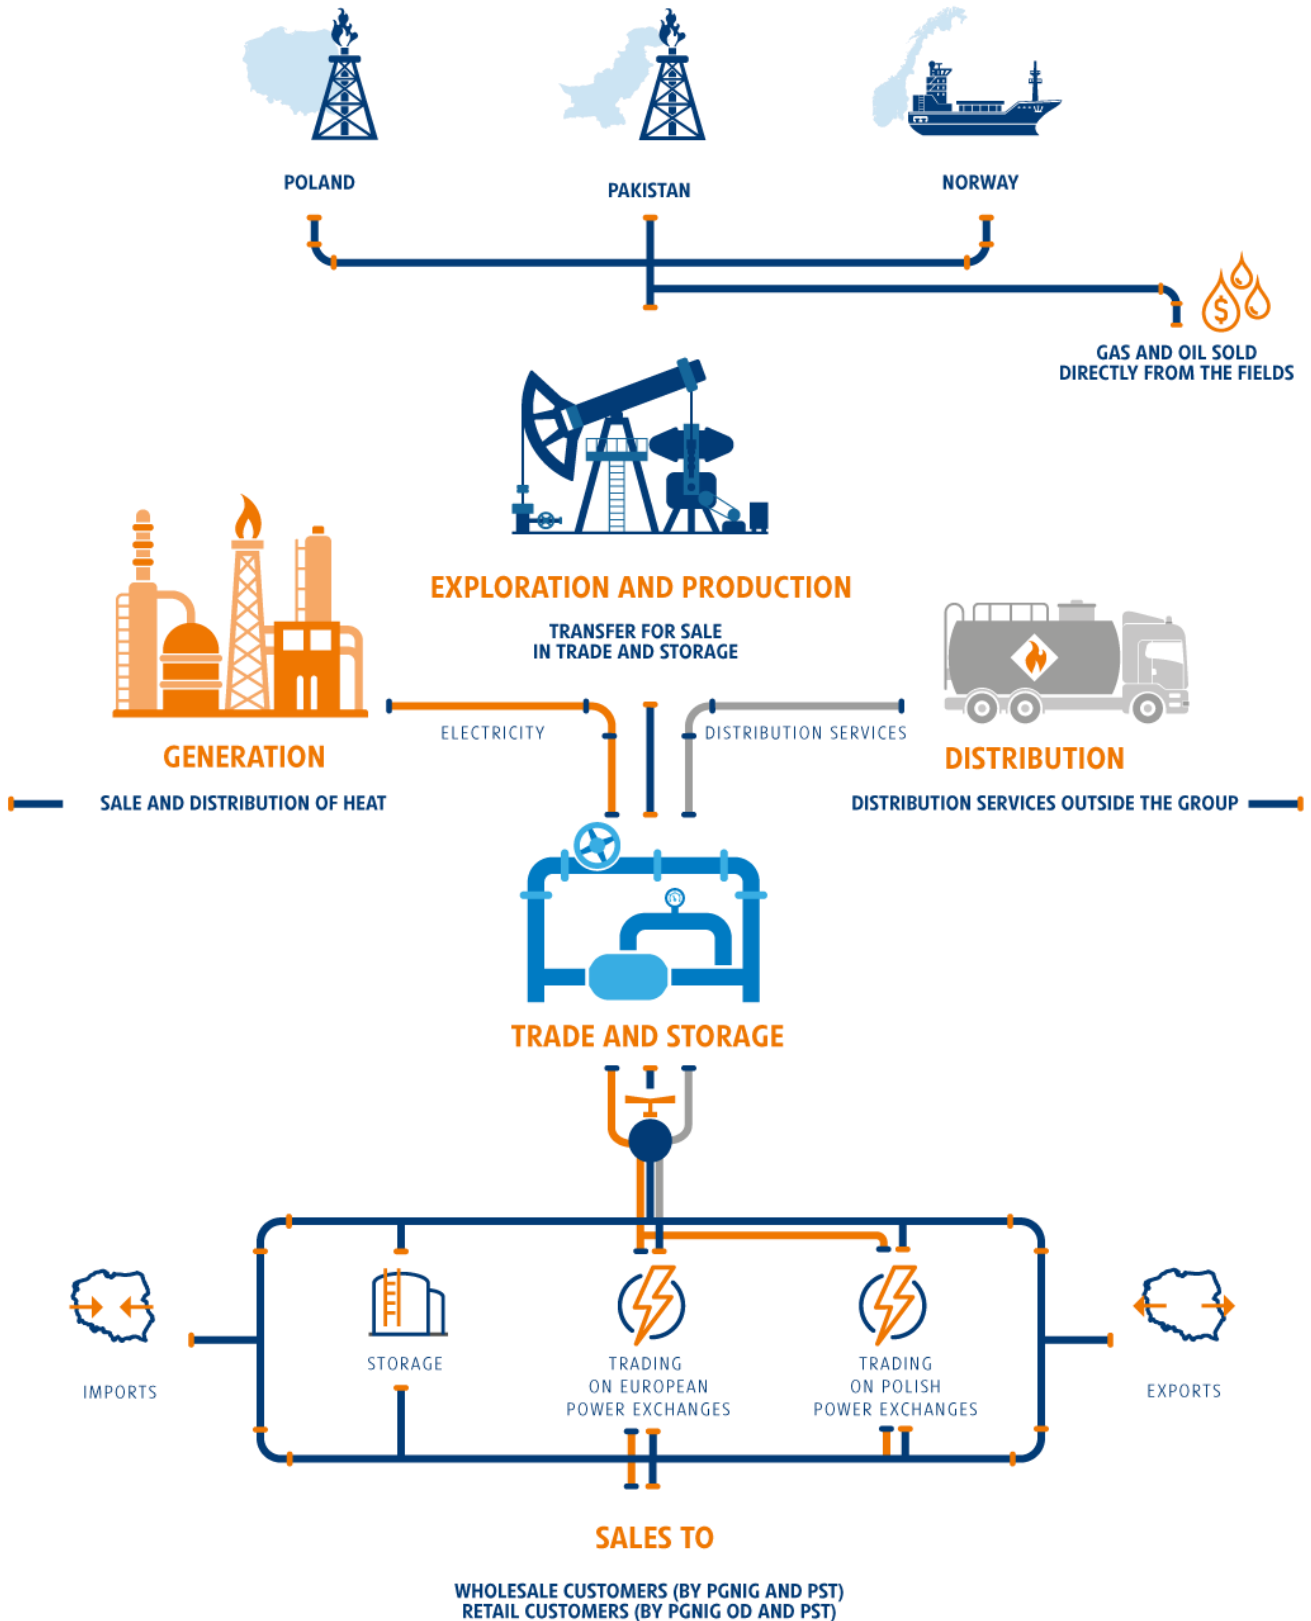 POLAND
PAKISTAN
NORWAY
$
GAS AND OIL SOLD
DIRECTLY FROM THE FIELDS
EXPLORATION AND PRODUCTION
TRANSFER FOR SALE
IN TRADE AND STORAGE
ELECTRICITY
DISTRIBUTION SERVICES
GENERATION
DISTRIBUTION
SALE AND DISTRIBUTION OF HEAT
DISTRIBUTION SERVICES OUTSIDE THE GROUP
TRADE AND STORAGE
IMPORTS
STORAGE
TRADING
ON EUROPEAN
POWER EXCHANGES
TRADING
ON POLISH
POWER EXCHANGES
EXPORTS
SALES TO
WHOLESALE CUSTOMERS (BY PGNIG AND PST)
RETAIL CUSTOMERS (BY PGNIG OD AND PST)